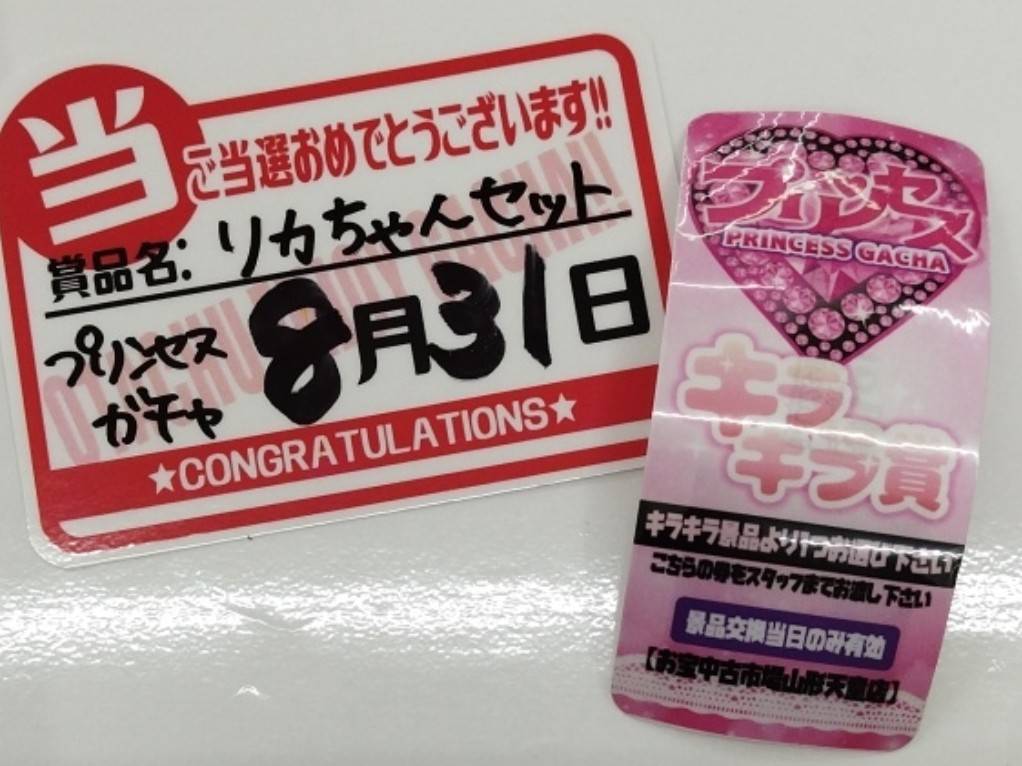 当
ご当選おめでとうございます!!
賞品名: リカちゃんセット
プリンセス
ガチャ
8月31日
★CONGRATULATIONS★
プリンセス
PRINCESS GACHA
キラ
キラ賞
キラキラ景品より1つお選び下さい
こちらの券をスタッフまでお渡し下さい
景品交換当日のみ有効
【お宝中古市場山形天童店】